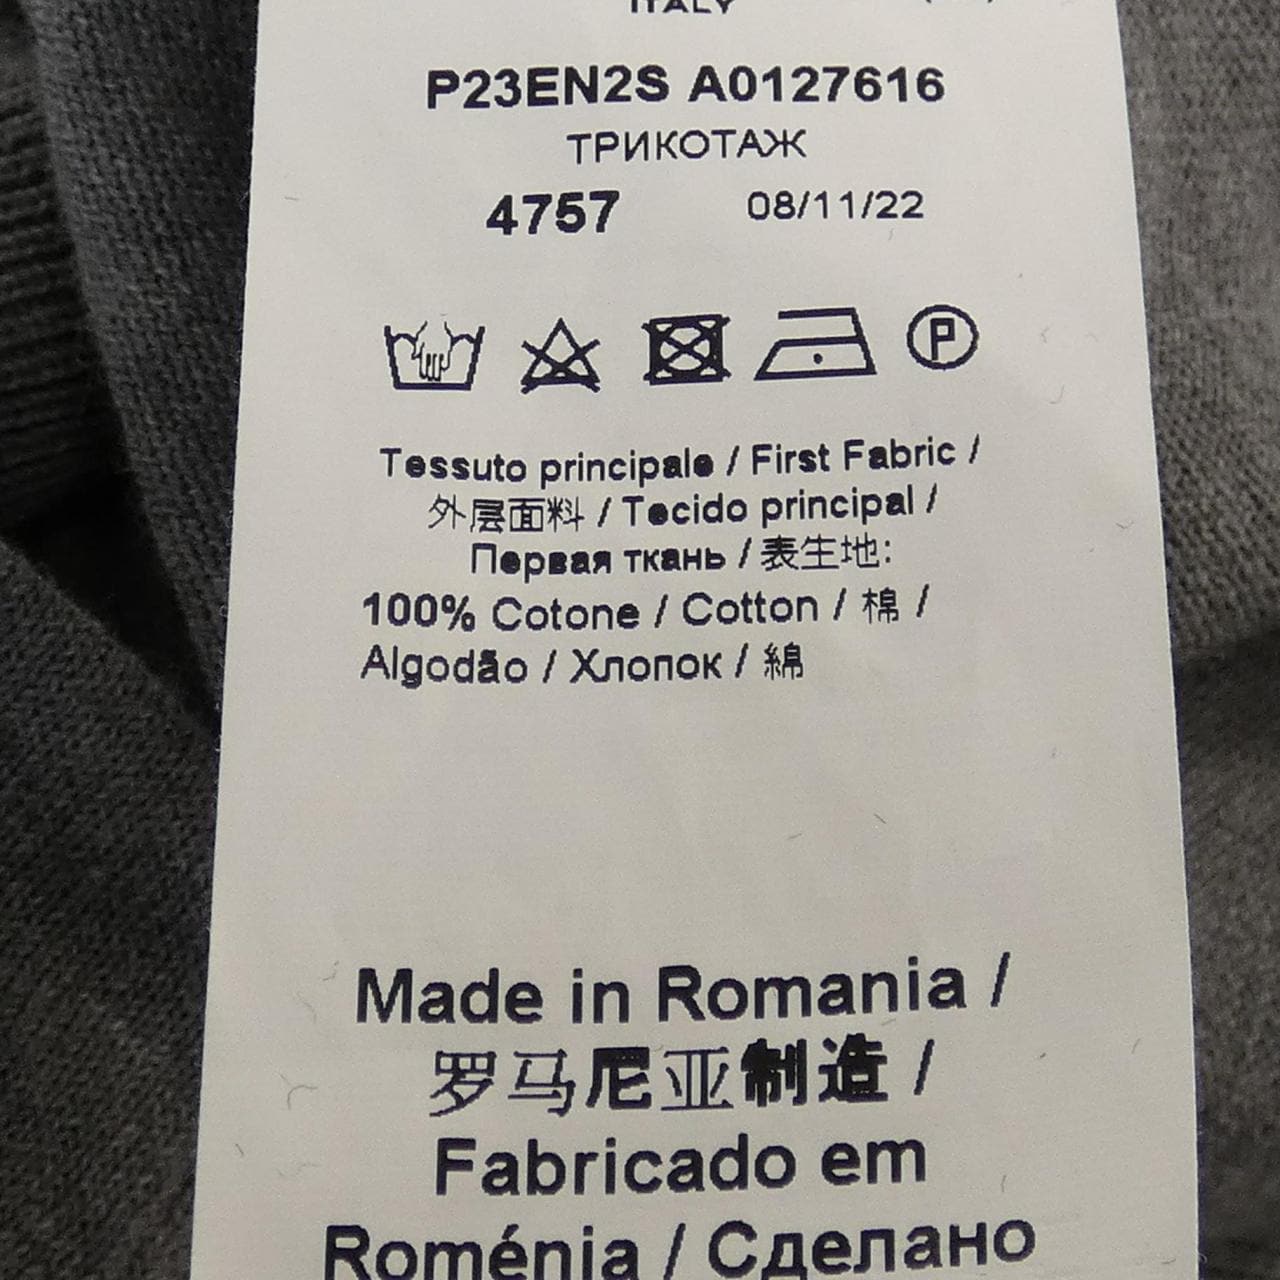 ITALY
P23EN2S A0127616
ТРИКОТАЖ
4757 08/11/22
P
Tessuto principale / First Fabric /
外层面料 / Tecido principal /
Первая ткань / 表生地:
100% Cotone / Cotton / 棉 /
Algodão / Хлопок / 綿
Made in Romania /
罗马尼亚制造 /
Fabricado em
Roménia / Сделано